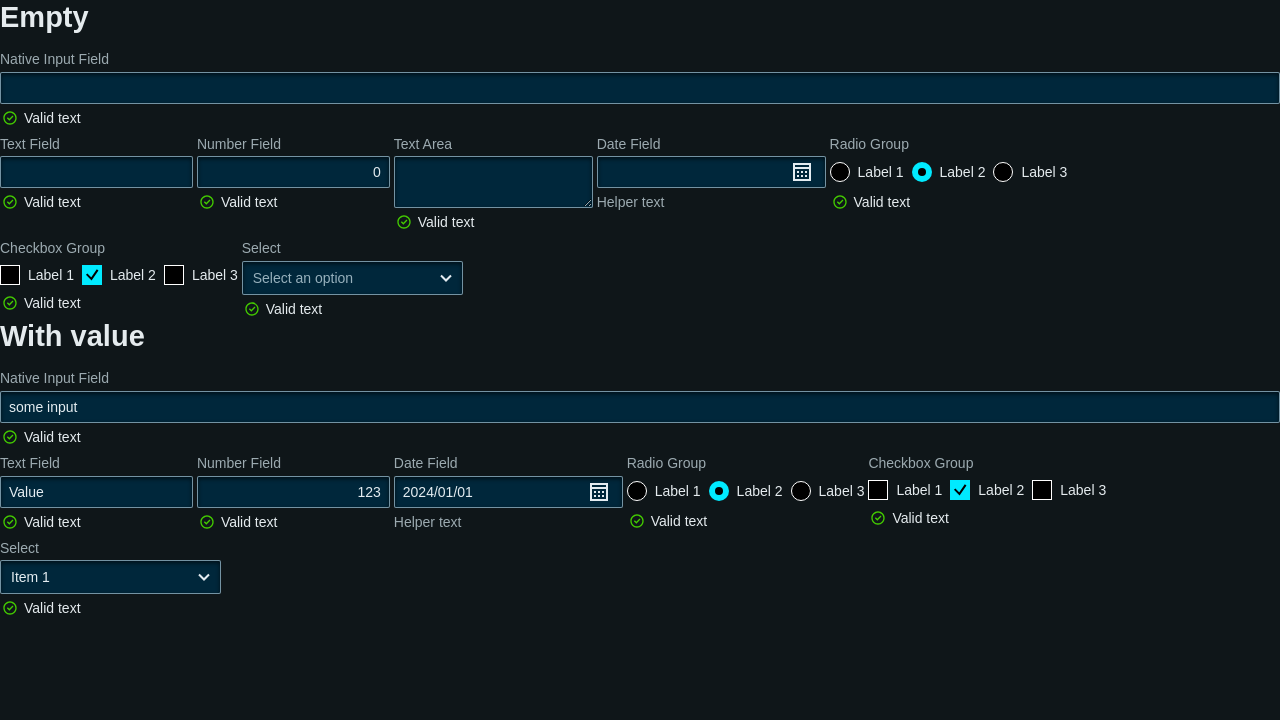 Empty
Native Input Field
Valid text
Text Field Number Field Text Area Date Field Radio Group
0 Label 1 Label 2 Label 3
Valid text Valid text Helper text Valid text
Valid text
Checkbox Group Select
Label 1 Label 2 Label 3 Select an option
Valid text Valid text
With value
Native Input Field
some input
Valid text
Text Field Number Field Date Field Radio Group Checkbox Group
Value 123 2024/01/01 Label 1 Label 2 Label 3 Label 1 Label 2 Label 3
Valid text Valid text Helper text Valid text Valid text
Select
Item 1
Valid text